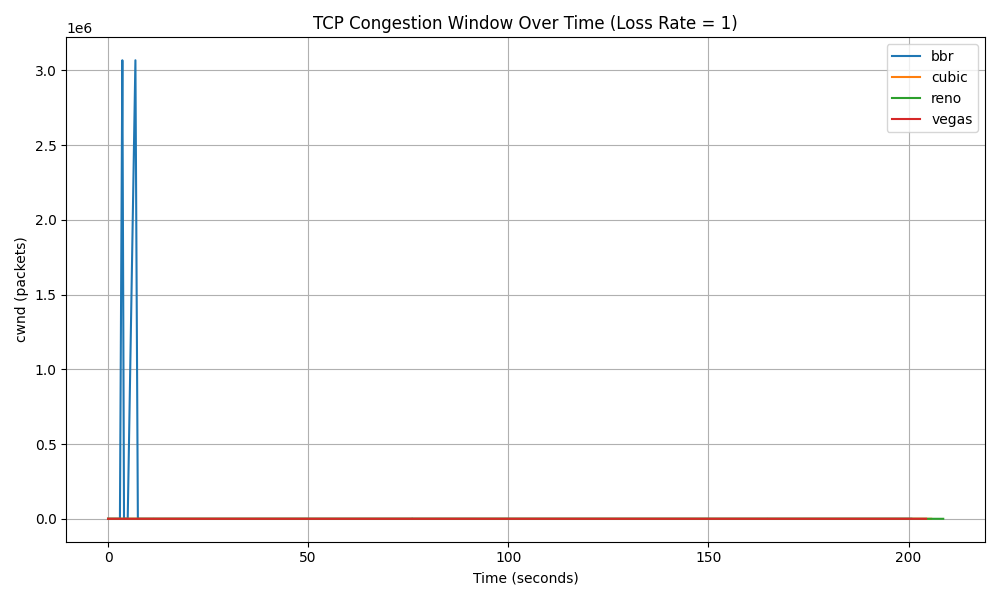 TCP Congestion Window Over Time (Loss Rate = 1)
1e6
bbr
cubic
reno
vegas
3.0
2.5
2.0
1.5
1.0
0.5
0.0
cwnd (packets)
0
50
100
150
200
Time (seconds)